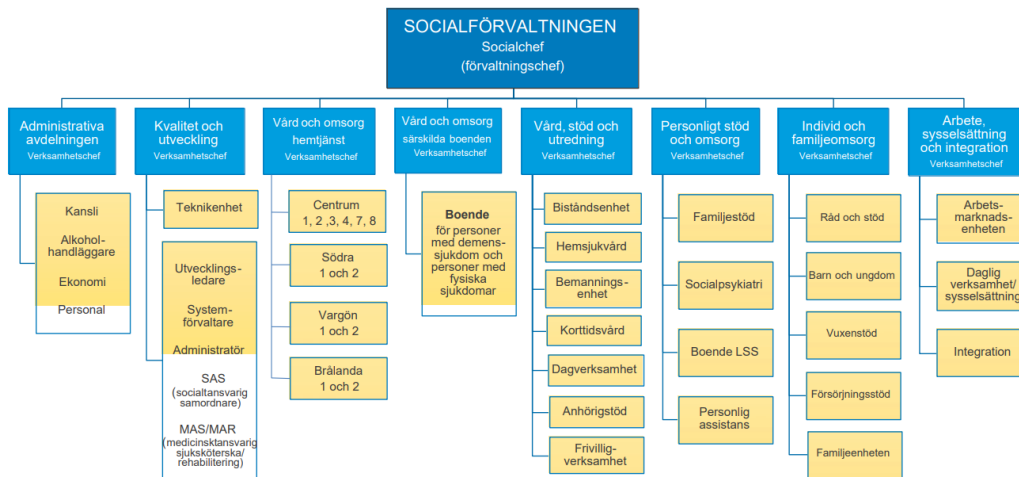 SOCIALFÖRVALTNINGEN
Socialchef
(förvaltningschef)
Administrativa
avdelningen
Verksamhetschef
Kansli
Alkohol-
handläggare
Ekonomi
Personal
Kvalitet och
utveckling
Verksamhetschef
Teknikenhet
Utvecklings-
ledare
System-
förvaltare
Administratör
SAS
(socialtansvarig
samordnare)
MAS/MAR
(medicinsktansvarig
sjuksköterska/
rehabilitering)
Vård och omsorg
hemtjänst
Verksamhetschef
Centrum
1, 2 ,3, 4, 7, 8
Södra
1 och 2
Vargön
1 och 2
Brålanda
1 och 2
Vård och omsorg
särskilda boenden
Verksamhetschef
Boende
för personer
med demens-
sjukdom och
personer med
fysiska
sjukdomar
Vård, stöd och
utredning
Verksamhetschef
Biståndsenhet
Hemsjukvård
Bemannings-
enhet
Korttidsvård
Dagverksamhet
Anhörigstöd
Frivillig-
verksamhet
Personligt stöd
och omsorg
Verksamhetschef
Familjestöd
Socialpsykiatri
Boende LSS
Personlig
assistans
Individ och
familjeomsorg
Verksamhetschef
Råd och stöd
Barn och ungdom
Vuxenstöd
Försörjningsstöd
Familjeenheten
Arbete,
sysselsättning
och integration
Verksamhetschef
Arbets-
marknads-
enheten
Daglig
verksamhet/
sysselsättning
Integration